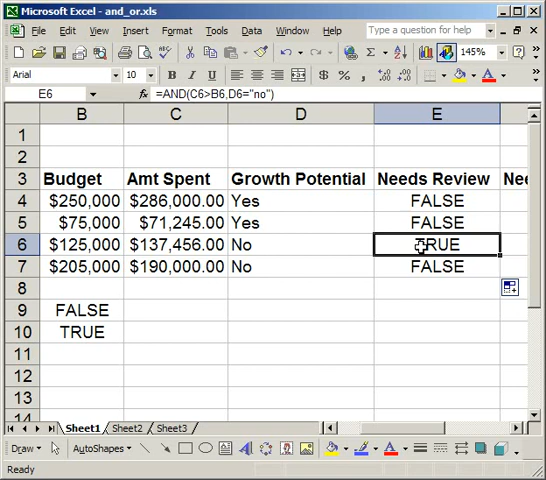 Microsoft Excel - and_or.xls
File Edit View Insert Format Tools Data Window Help Type a question for help
145%
Arial 10 B I U $ % ,
E6 fx =AND(C6>B6,D6="no")
B C D E
1
2
3 Budget Amt Spent Growth Potential Needs Review Nee
4 $250,000 $286,000.00 Yes FALSE
5 $75,000 $71,245.00 Yes FALSE
6 $125,000 $137,456.00 No TRUE
7 $205,000 $190,000.00 No FALSE
8
9 FALSE
10 TRUE
11
12
13
14
Sheet1 Sheet2 Sheet3
Draw AutoShapes
Ready